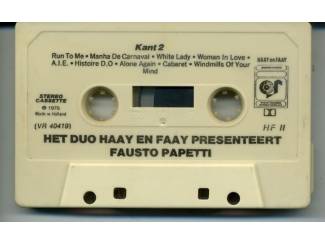 Kant 2
Run To Me • Manha De Carnaval • White Lady • Woman In Love •
A.I.E. • Histoire D,O • Alone Again • Cabaret • Windmills Of Your
Mind
HAAY en FAAY
STEREO
CASSETTE
℗ 1976
Made in Holland
(VR 40419)
HF II
HET DUO HAAY EN FAAY PRESENTEERT
FAUSTO PAPETTI